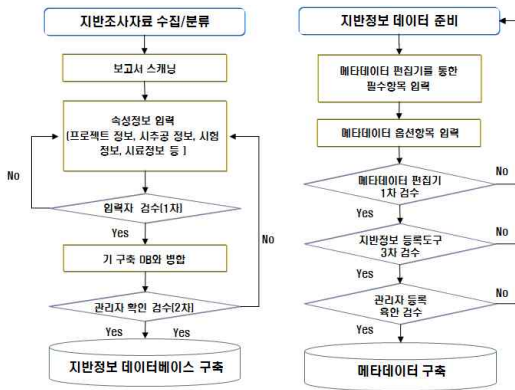 지반조사자료 수집/분류
보고서 스캐닝
속성정보 입력
[프로젝트 정보, 시추공 정보, 시험
정보, 시료정보 등 ]
No
입력자 검수[1차]
Yes
No
기 구축 DB와 병합
관리자 확인 검수[2차]
Yes
Yes
지반정보 데이터베이스 구축
지반정보 데이터 준비
메타데이터 편집기를 통한
필수항목 입력
메타데이터 옵션항목 입력
메타데이터 편집기
1차 검수
No
Yes
지반정보 등록도구
3차 검수
No
Yes
관리자 등록
육안 검수
No
Yes
메타데이터 구축